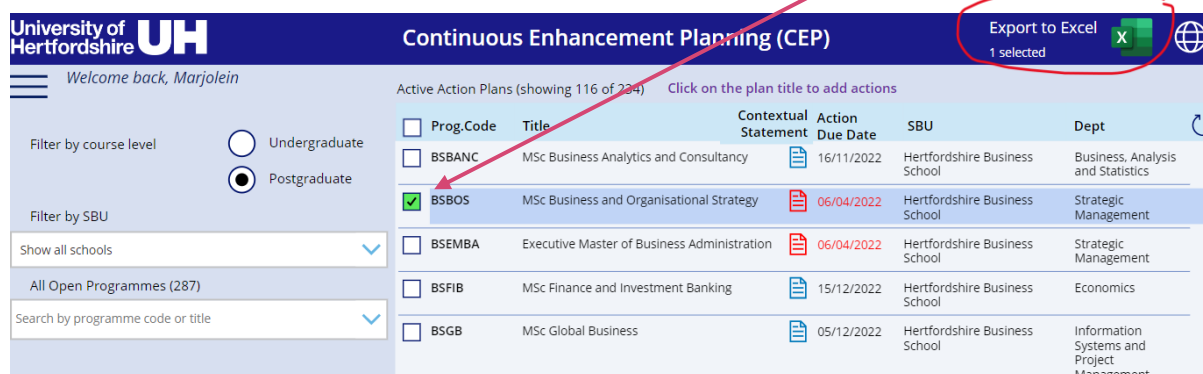 University of
Hertfordshire UH
Continuous Enhancement Planning (CEP)
Export to Excel
1 selected
X
Welcome back, Marjolein
Active Action Plans (showing 116 of 234) Click on the plan title to add actions
Filter by course level
Undergraduate
Postgraduate
Filter by SBU
Show all schools
All Open Programmes (287)
Search by programme code or title
Prog.Code Title Contextual Statement Action Due Date SBU Dept
BSBANC MSc Business Analytics and Consultancy 16/11/2022 Hertfordshire Business School Business, Analysis and Statistics
BSBOS MSc Business and Organisational Strategy 06/04/2022 Hertfordshire Business School Strategic Management
BSEMBA Executive Master of Business Administration 06/04/2022 Hertfordshire Business School Strategic Management
BSFIB MSc Finance and Investment Banking 15/12/2022 Hertfordshire Business School Economics
BSGB MSc Global Business 05/12/2022 Hertfordshire Business School Information Systems and Project Management